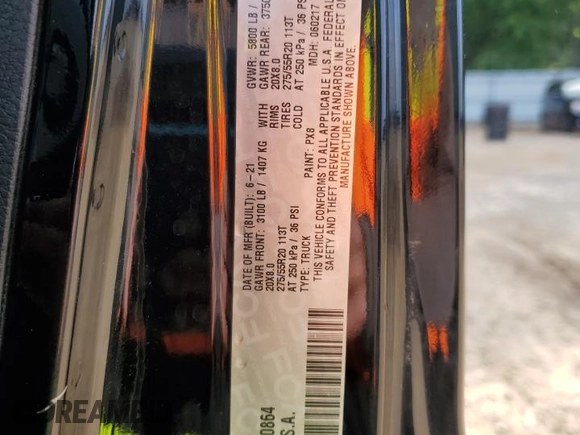 DATE OF MFR (BUILT): 6-21 GVWR: 5800 LB /
GAWR FRONT: 3100 LB / 1407 KG WITH GAWR REAR: 375
20X8.0 RIMS 20X8.0
275/55R20 113T TIRES 275/55R20 113T
AT 250 kPa / 36 PSI COLD AT 250 kPa / 36 PS
TYPE: TRUCK PAINT: PX8 MDH: 060217
THIS VEHICLE CONFORMS TO ALL APPLICABLE U.S.A. FEDERAL
SAFETY AND THEFT PREVENTION STANDARDS IN EFFECT ON
MANUFACTURE SHOWN ABOVE.
0864
S.A.